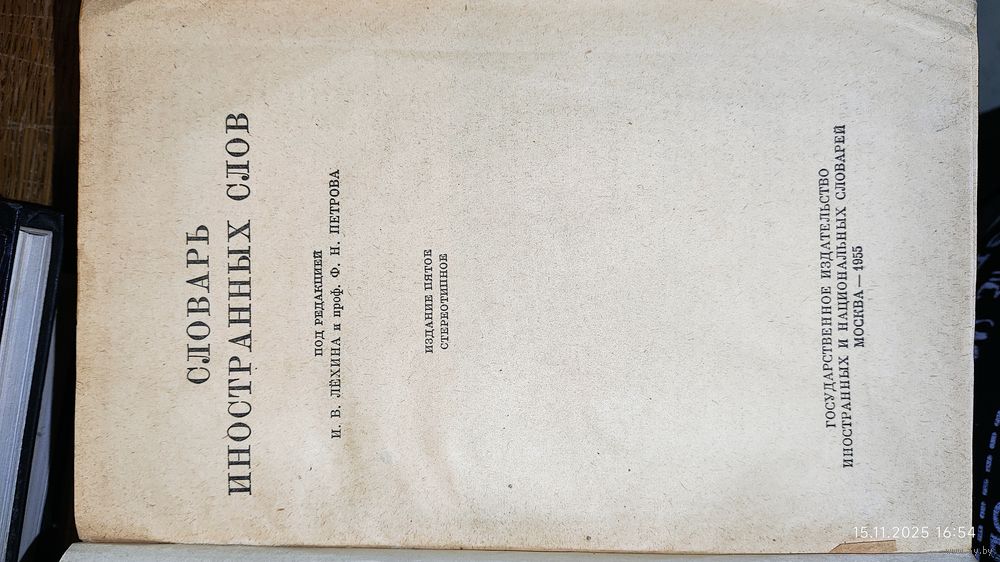 СЛОВАРЬ
ИНОСТРАННЫХ СЛОВ
ПОД РЕДАКЦИЕЙ
И. В. ЛЁХИНА и проф. Ф. Н. ПЕТРОВА
ИЗДАНИЕ ПЯТОЕ
СТЕРЕОТИПНОЕ
ГОСУДАРСТВЕННОЕ ИЗДАТЕЛЬСТВО
ИНОСТРАННЫХ И НАЦИОНАЛЬНЫХ СЛОВАРЕЙ
МОСКВА — 1955
15.11.2025 16:54